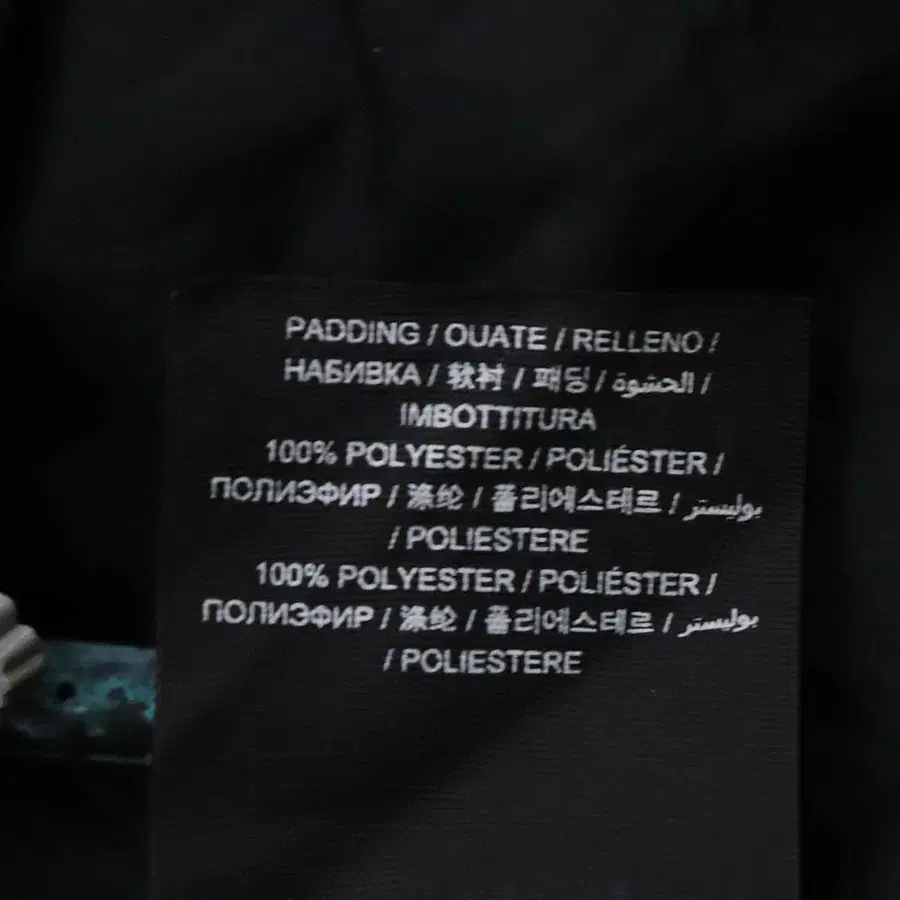 PADDING / OUATE / RELLENO /
НАБИВКА / 软衬 / 패딩 / الحشوة /
IMBOTTITURA
100% POLYESTER / POLIÉSTER /
ПОЛИЭФИР / 涤纶 / 폴리에스테르 / بوليستر
/ POLIESTERE
100% POLYESTER / POLIÉSTER /
ПОЛИЭФИР / 涤纶 / 폴리에스테르 / بوليستر
/ POLIESTERE